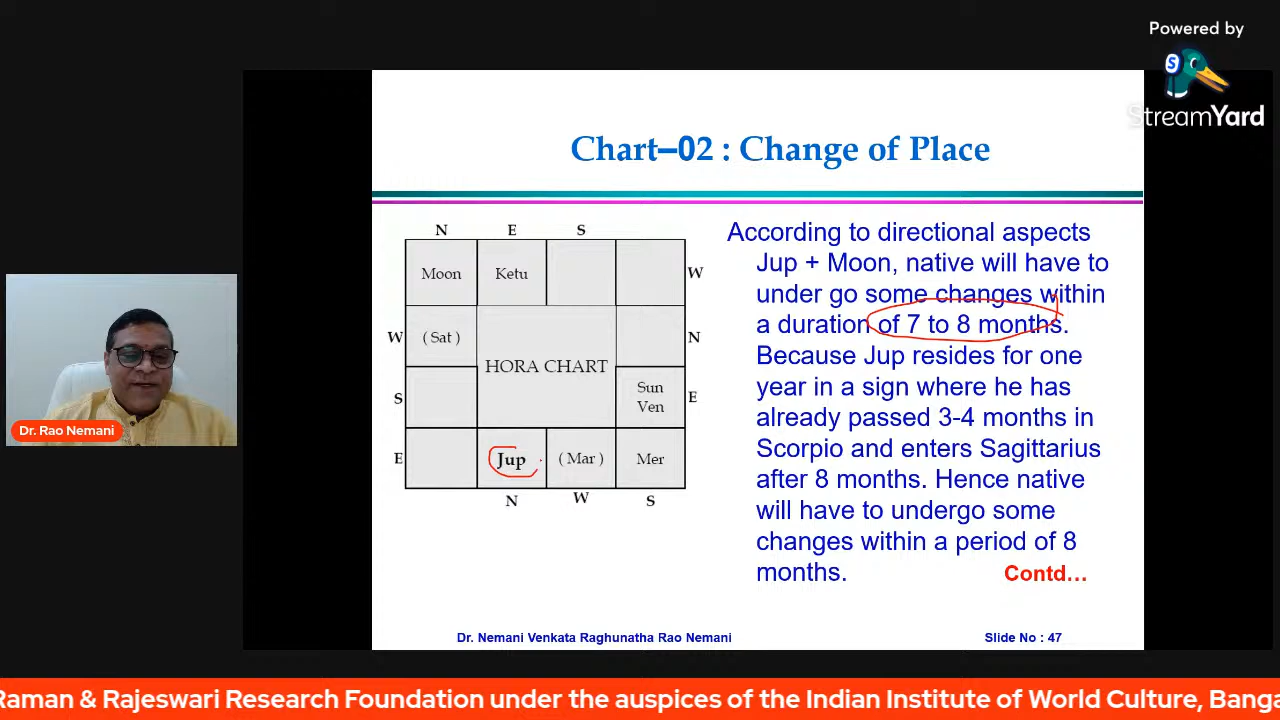 Powered by
S
StreamYard
Chart–02 : Change of Place
N E S
Moon Ketu W
W (Sat) N
HORA CHART
S Sun Ven E
E Jup (Mar) Mer
N W S
According to directional aspects
Jup + Moon, native will have to
under go some changes within
a duration of 7 to 8 months.
Because Jup resides for one
year in a sign where he has
already passed 3-4 months in
Scorpio and enters Sagittarius
after 8 months. Hence native
will have to undergo some
changes within a period of 8
months. Contd...
Dr. Rao Nemani
Dr. Nemani Venkata Raghunatha Rao Nemani Slide No : 47
Raman & Rajeswari Research Foundation under the auspices of the Indian Institute of World Culture, Banga